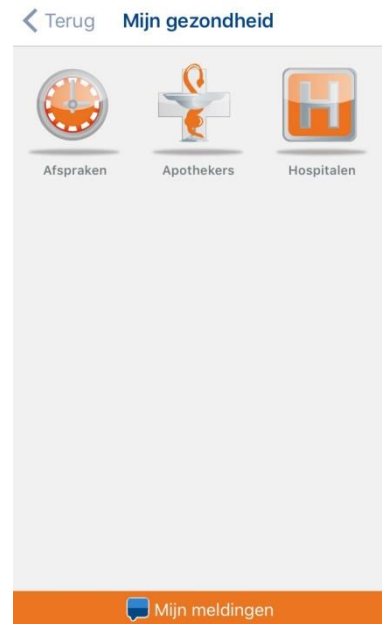 Terug Mijn gezondheid
H
Afspraken Apothekers Hospitalen
Mijn meldingen